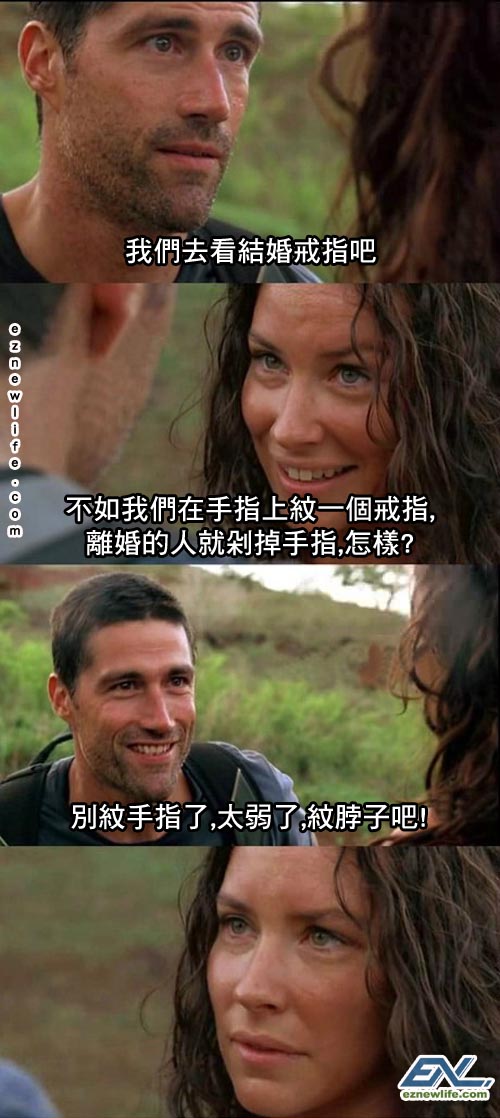 我們去看結婚戒指吧
eznewlife.com
不如我們在手指上紋一個戒指,
離婚的人就剁掉手指,怎樣?
別紋手指了,太弱了,紋脖子吧!
ENL
eznewlife.com